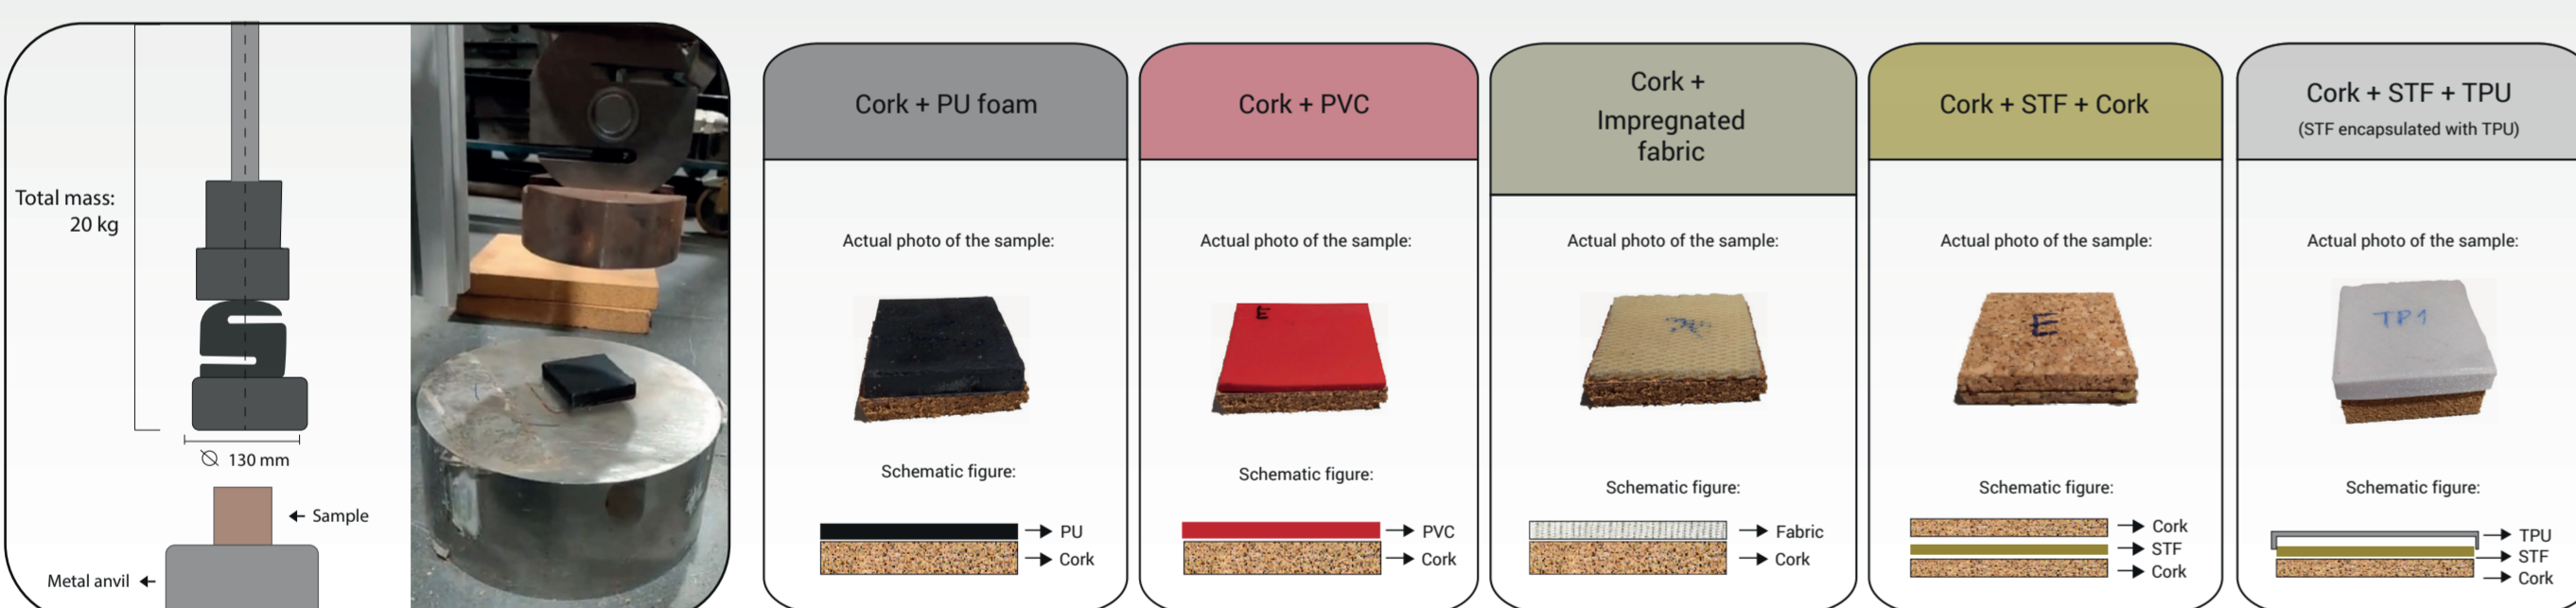 Total mass:
20 kg
130 mm
Sample
Metal anvil
Cork + PU foam
Actual photo of the sample:
Schematic figure:
PU
Cork
Cork + PVC
Actual photo of the sample:
E
Schematic figure:
PVC
Cork
Cork +
Impregnated
fabric
Actual photo of the sample:
Schematic figure:
Fabric
Cork
Cork + STF + Cork
Actual photo of the sample:
E
Schematic figure:
Cork
STF
Cork
Cork + STF + TPU
(STF encapsulated with TPU)
Actual photo of the sample:
TP1
Schematic figure:
TPU
STF
Cork